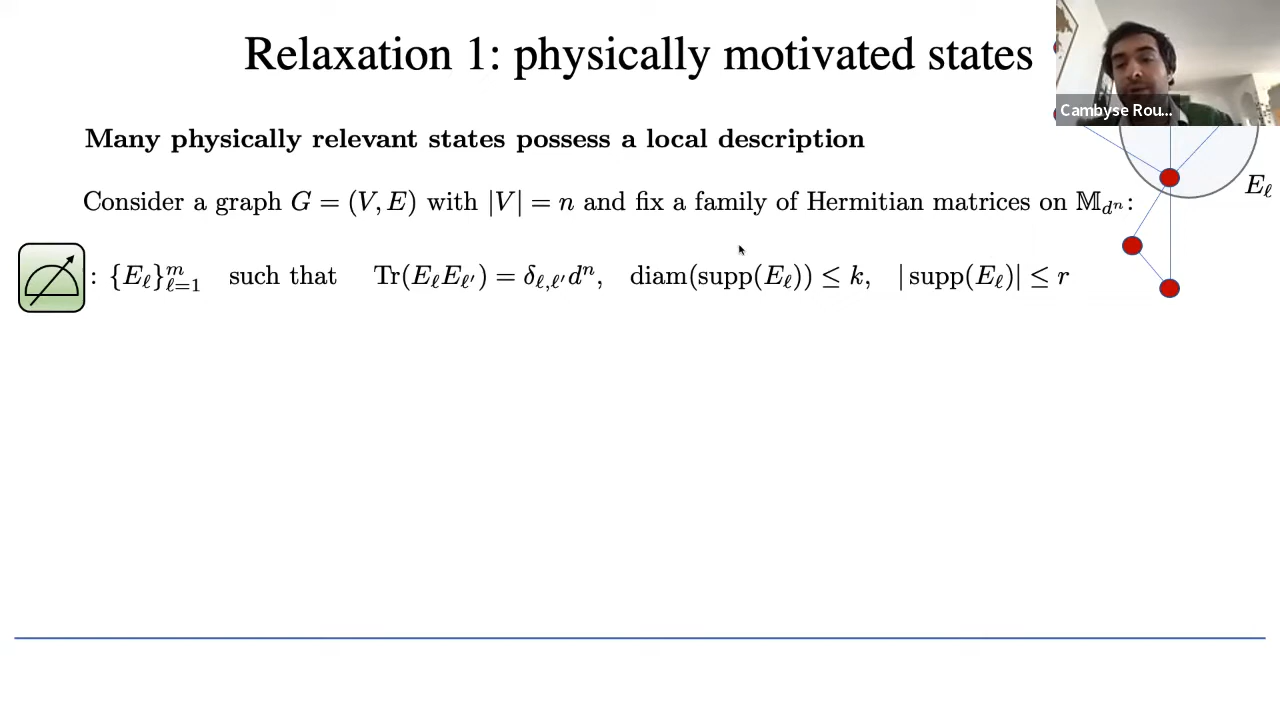 Relaxation 1: physically motivated states
Cambyse Rou...
Many physically relevant states possess a local description
E_ℓ
Consider a graph G = (V, E) with |V| = n and fix a family of Hermitian matrices on 𝕄_{d^n}:
: {E_ℓ}_{ℓ=1}^m such that Tr(E_ℓ E_{ℓ'}) = δ_{ℓ,ℓ'} d^n, diam(supp(E_ℓ)) ≤ k, | supp(E_ℓ)| ≤ r